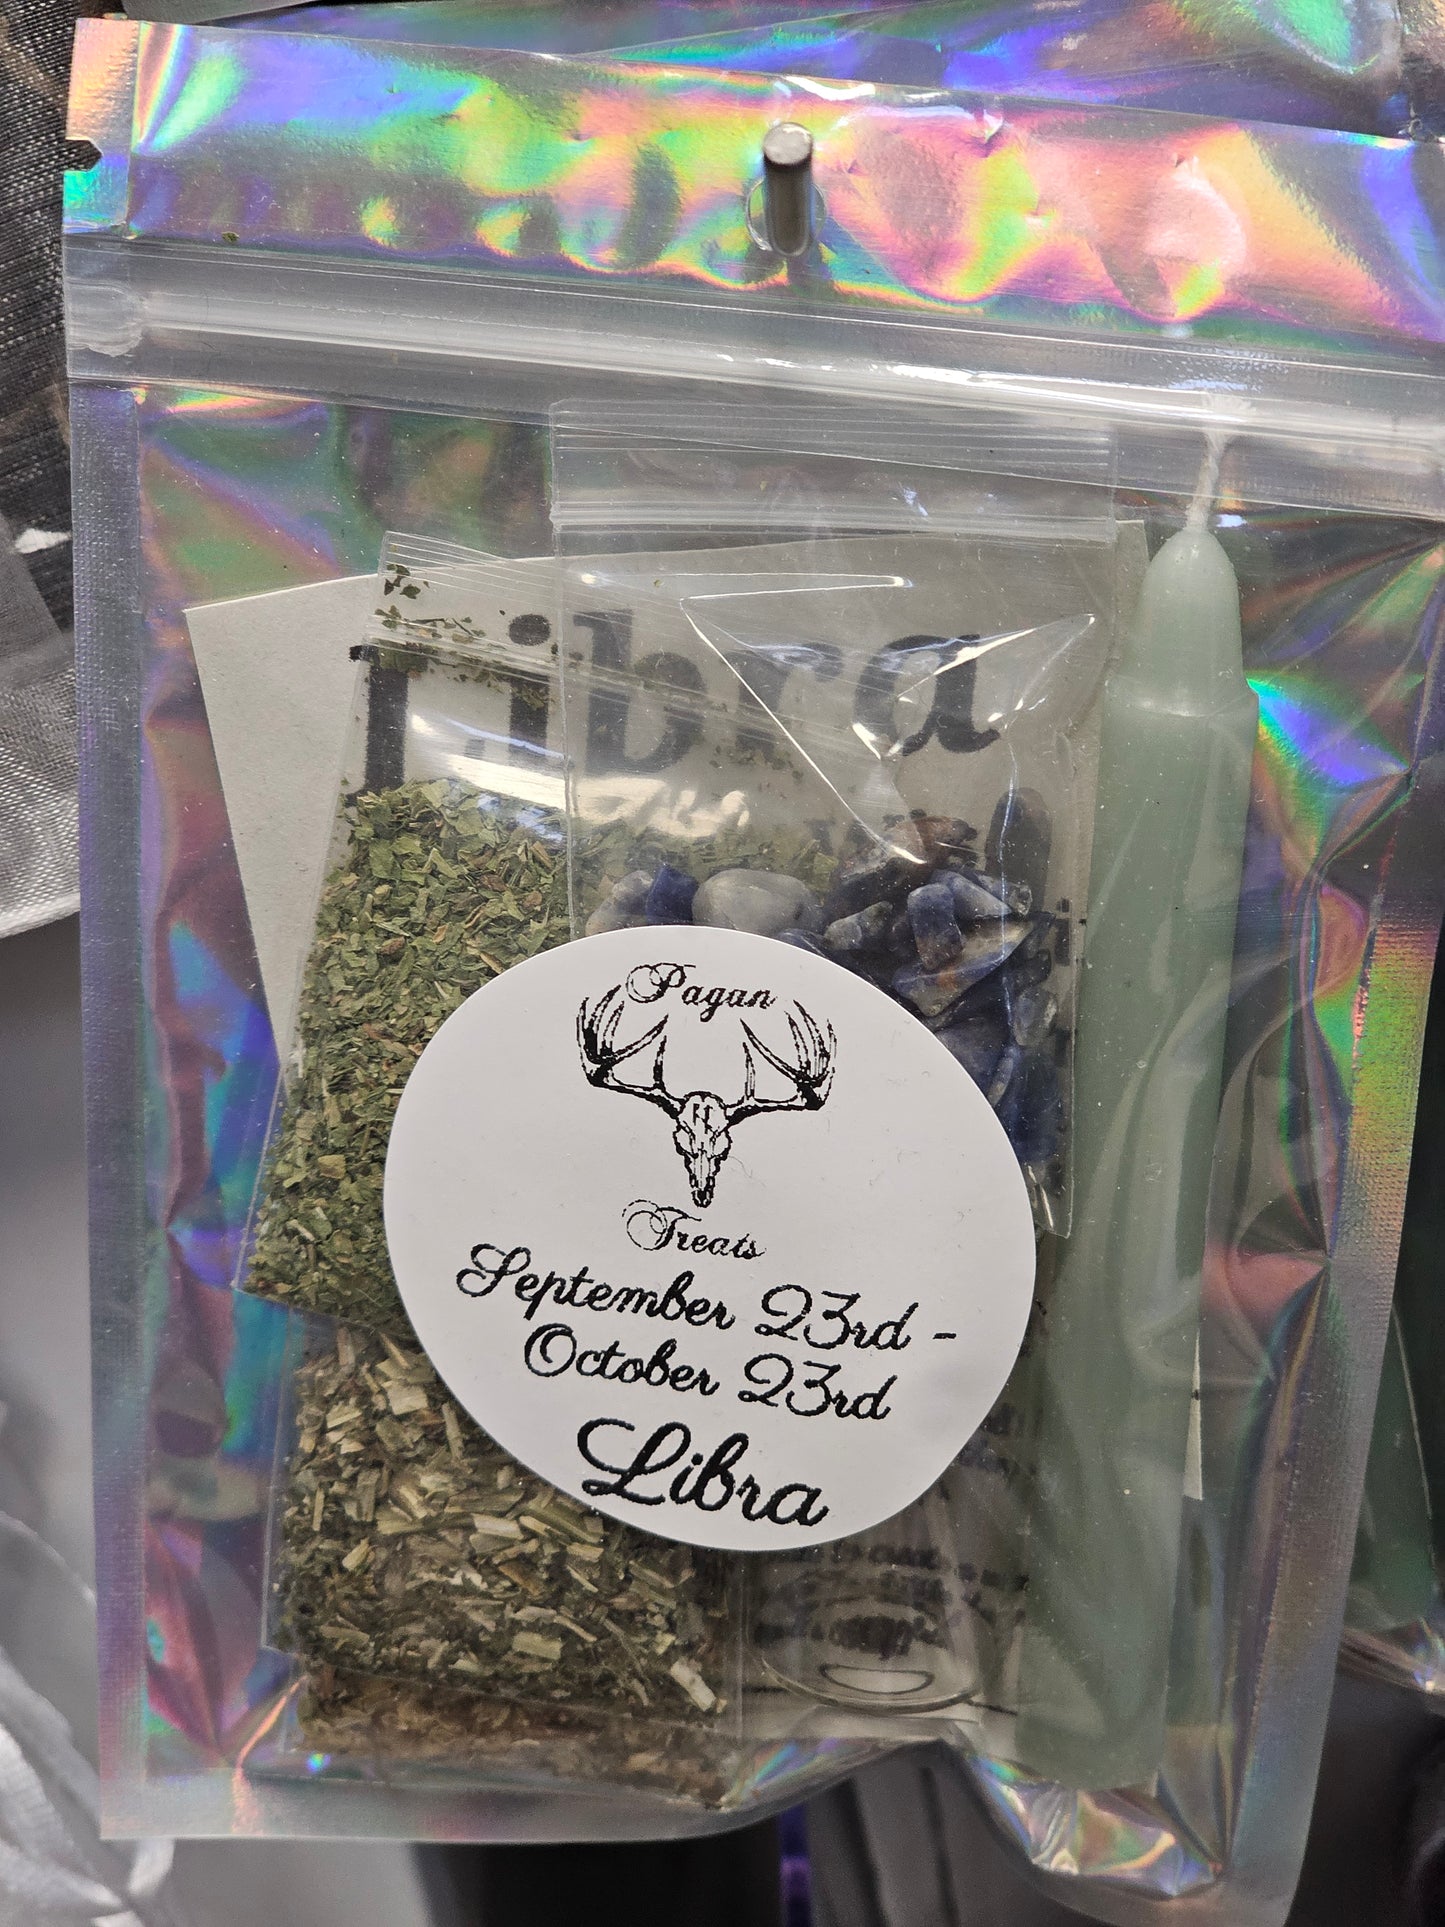 Libra
Pagan
Treats
September 23rd -
October 23rd
Libra